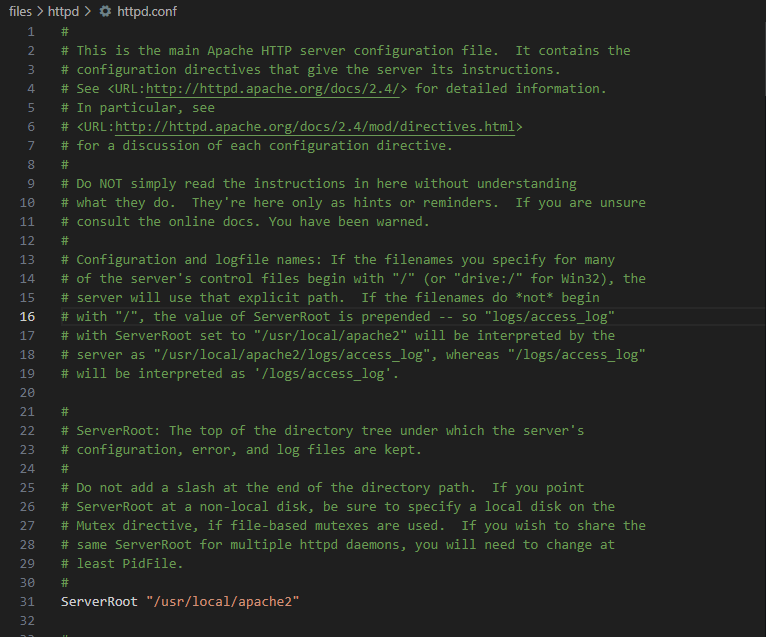 files > httpd > httpd.conf
1 #
2 # This is the main Apache HTTP server configuration file.  It contains the
3 # configuration directives that give the server its instructions.
4 # See <URL:http://httpd.apache.org/docs/2.4/> for detailed information.
5 # In particular, see
6 # <URL:http://httpd.apache.org/docs/2.4/mod/directives.html>
7 # for a discussion of each configuration directive.
8 #
9 # Do NOT simply read the instructions in here without understanding
10 # what they do.  They're here only as hints or reminders.  If you are unsure
11 # consult the online docs. You have been warned.
12 #
13 # Configuration and logfile names: If the filenames you specify for many
14 # of the server's control files begin with "/" (or "drive:/" for Win32), the
15 # server will use that explicit path.  If the filenames do *not* begin
16 # with "/", the value of ServerRoot is prepended -- so "logs/access_log"
17 # with ServerRoot set to "/usr/local/apache2" will be interpreted by the
18 # server as "/usr/local/apache2/logs/access_log", whereas "/logs/access_log"
19 # will be interpreted as '/logs/access_log'.
20
21 #
22 # ServerRoot: The top of the directory tree under which the server's
23 # configuration, error, and log files are kept.
24 #
25 # Do not add a slash at the end of the directory path.  If you point
26 # ServerRoot at a non-local disk, be sure to specify a local disk on the
27 # Mutex directive, if file-based mutexes are used.  If you wish to share the
28 # same ServerRoot for multiple httpd daemons, you will need to change at
29 # least PidFile.
30 #
31 ServerRoot "/usr/local/apache2"
32